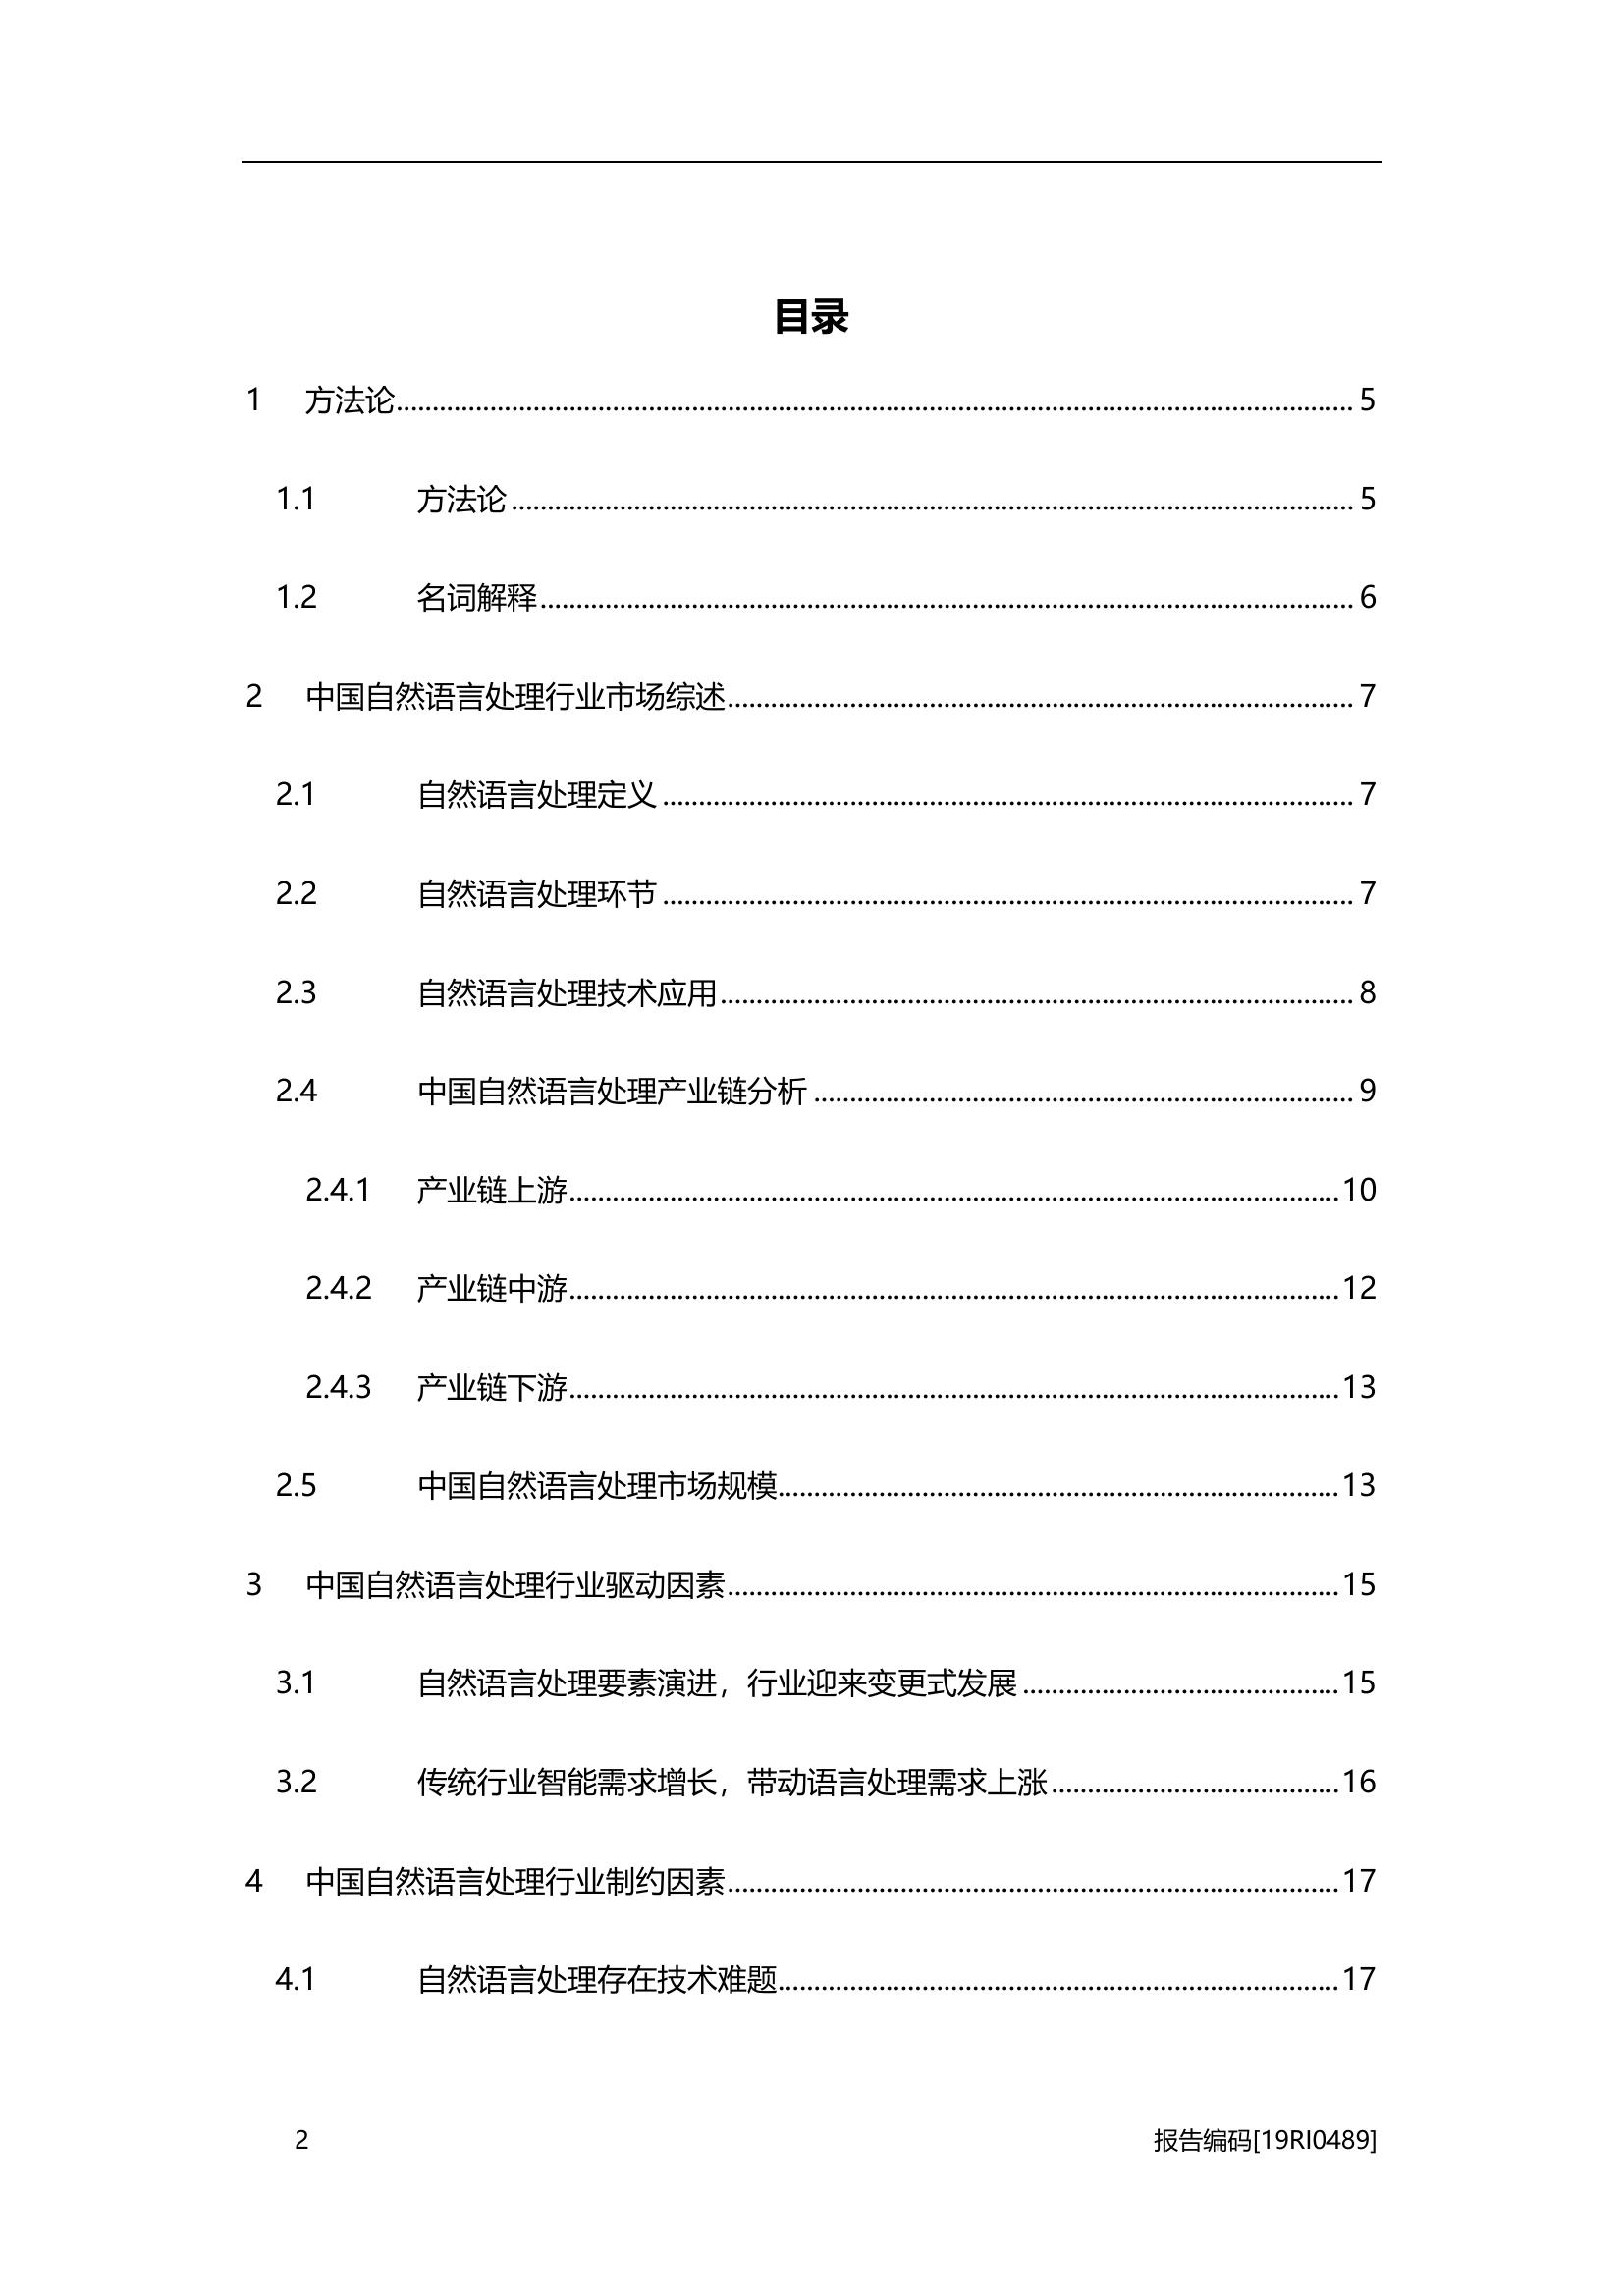 目录
1 方法论 5
1.1 方法论 5
1.2 名词解释 6
2 中国自然语言处理行业市场综述 7
2.1 自然语言处理定义 7
2.2 自然语言处理环节 7
2.3 自然语言处理技术应用 8
2.4 中国自然语言处理产业链分析 9
2.4.1 产业链上游 10
2.4.2 产业链中游 12
2.4.3 产业链下游 13
2.5 中国自然语言处理市场规模 13
3 中国自然语言处理行业驱动因素 15
3.1 自然语言处理要素演进，行业迎来变更式发展 15
3.2 传统行业智能需求增长，带动语言处理需求上涨 16
4 中国自然语言处理行业制约因素 17
4.1 自然语言处理存在技术难题 17
2 报告编码[19RI0489]